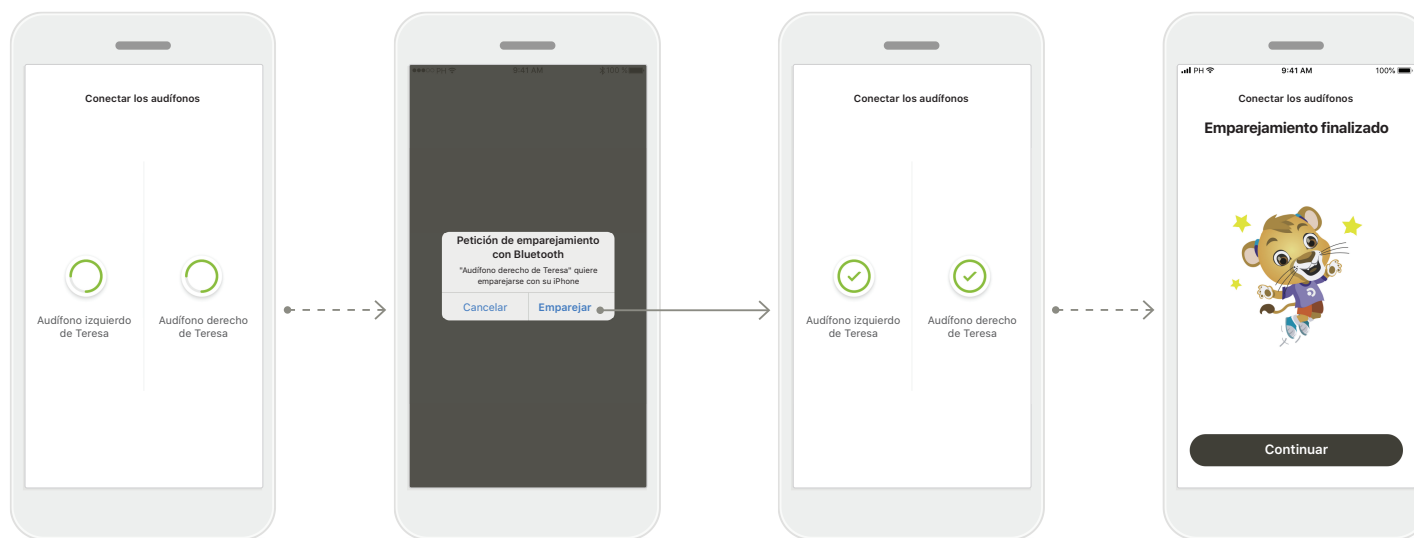 Conectar los audífonos
Audífono izquierdo
de Teresa
Audífono derecho
de Teresa
PH 9:41 AM 100 %
Petición de emparejamiento
con Bluetooth
"Audífono derecho de Teresa" quiere
emparejarse con su iPhone
Cancelar Emparejar
Conectar los audífonos
Audífono izquierdo
de Teresa
Audífono derecho
de Teresa
PH 9:41 AM 100%
Conectar los audífonos
Emparejamiento finalizado
Continuar